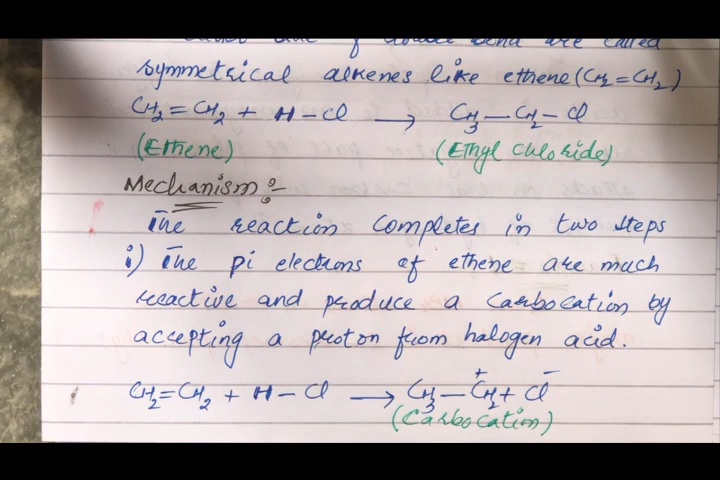 symmetrical alkenes like ethene (CH₂=CH₂)
CH₂=CH₂ + H-Cl → CH₃-CH₂-Cl
(Ethene) (Ethyl Chloride)
Mechanism:-
The reaction completes in two steps
i) The pi electrons of ethene are much
reactive and produce a Carbocation by
accepting a proton from halogen acid.
CH₂=CH₂ + H-Cl → CH₃-C⁺H₂ + Cl⁻
(Carbocation)